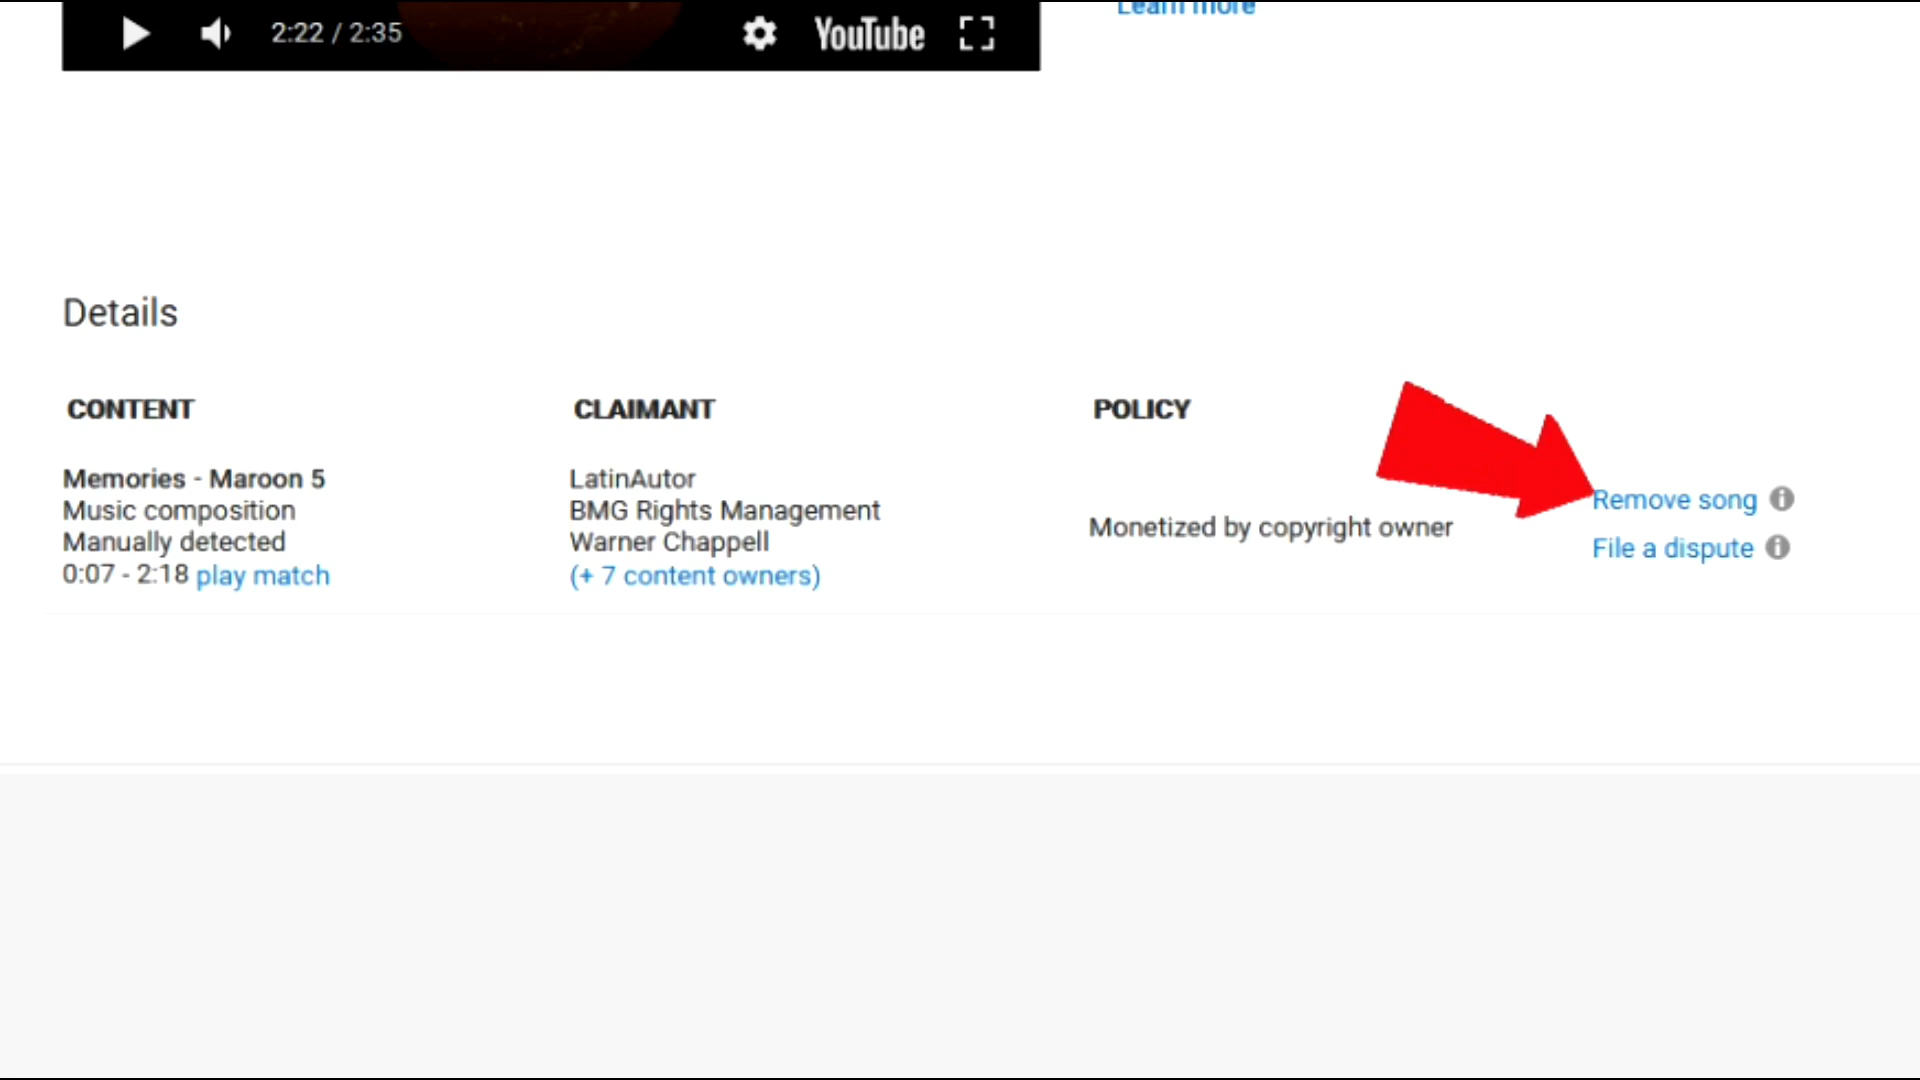 Learn more
2:22 / 2:35 YouTube
Details
CONTENT CLAIMANT POLICY
Memories - Maroon 5
Music composition
Manually detected
0:07 - 2:18 play match
LatinAutor
BMG Rights Management
Warner Chappell
(+ 7 content owners)
Monetized by copyright owner
Remove song
File a dispute